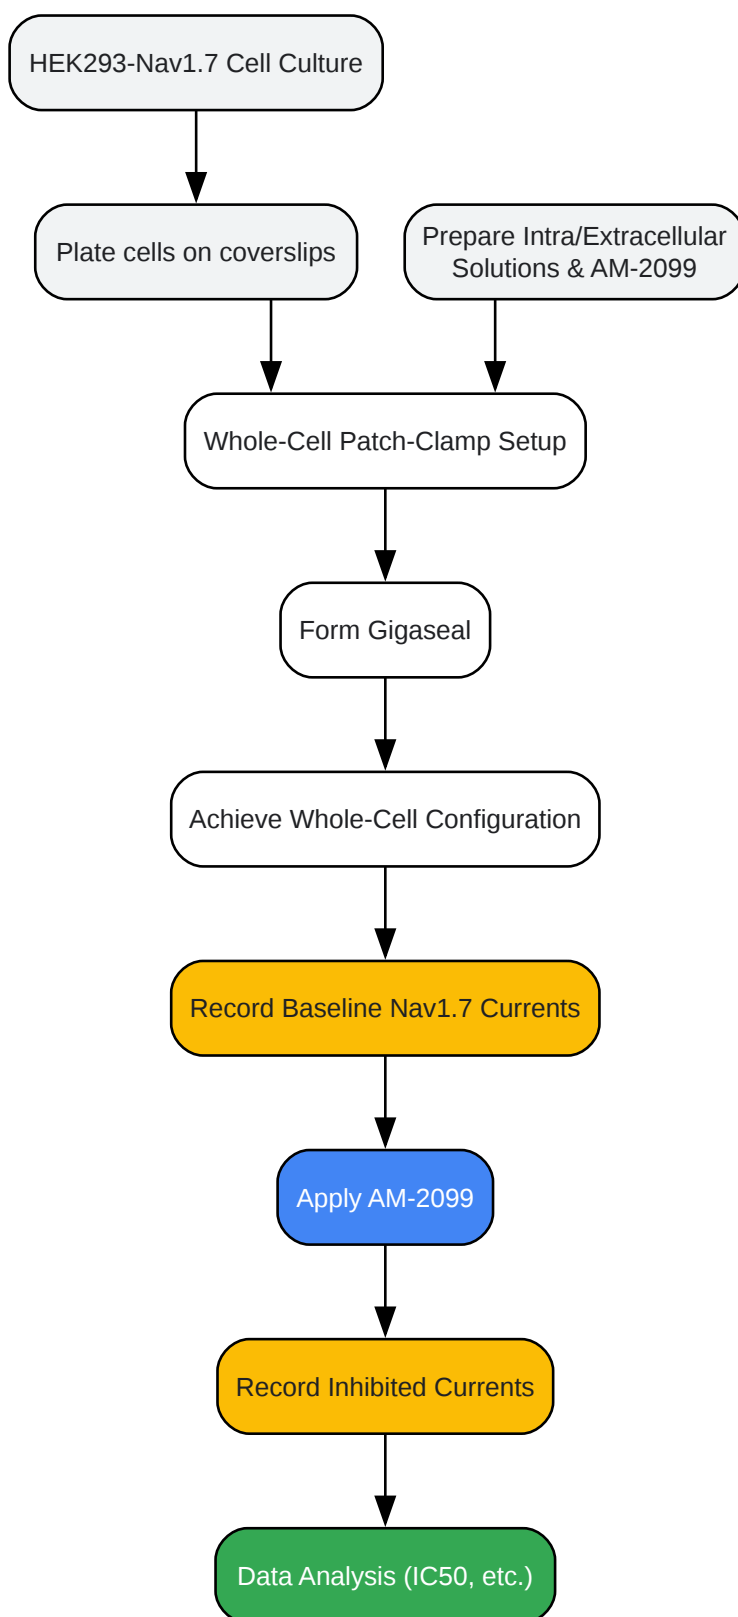 HEK293-Nav1.7 Cell Culture
Plate cells on coverslips
Prepare Intra/Extracellular
Solutions & AM-2099
Whole-Cell Patch-Clamp Setup
Form Gigaseal
Achieve Whole-Cell Configuration
Record Baseline Nav1.7 Currents
Apply AM-2099
Record Inhibited Currents
Data Analysis (IC50, etc.)